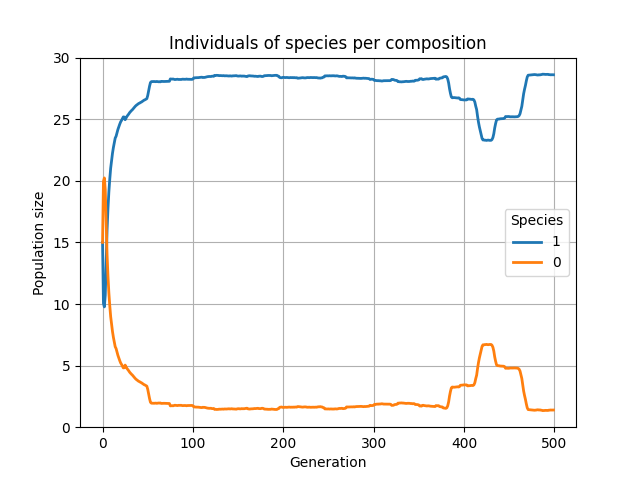 Individuals of species per composition
Population size
30
25
20
15
10
5
0
Species
1
0
0 100 200 300 400 500
Generation